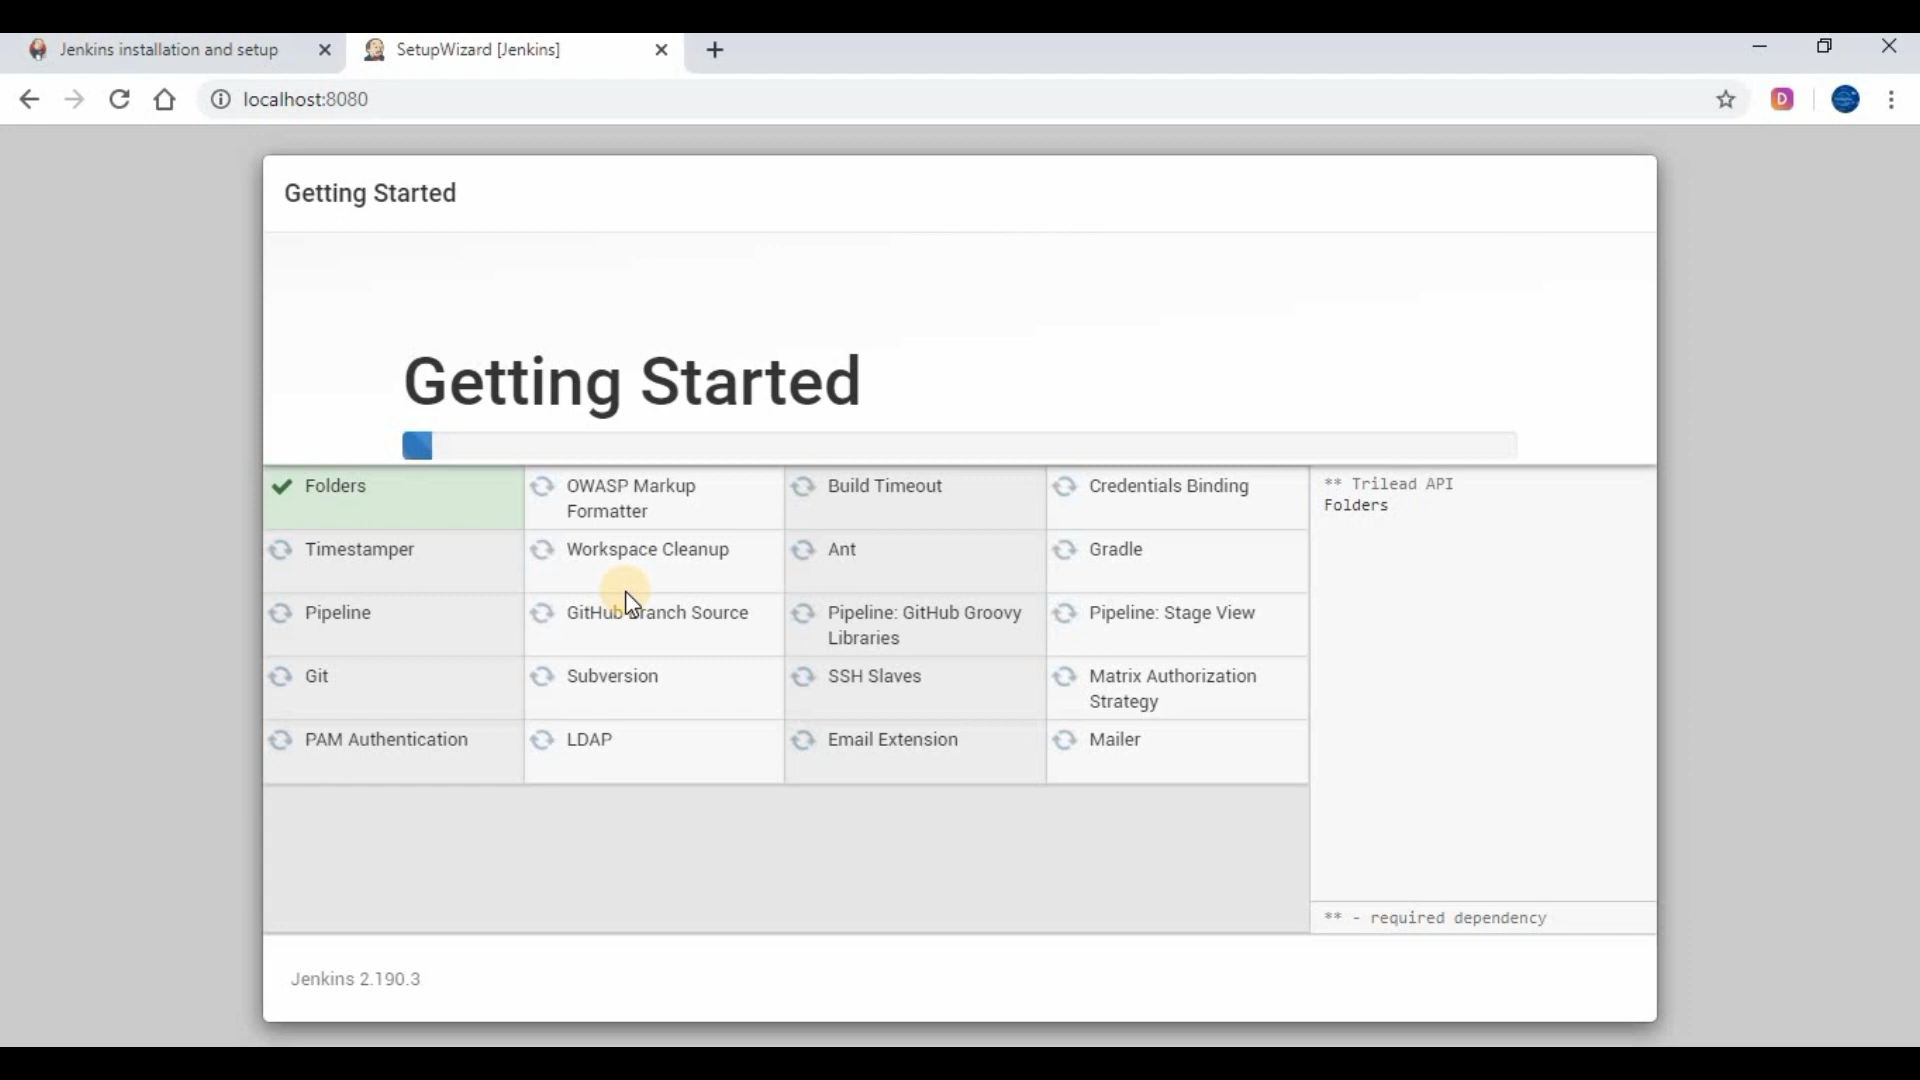 Jenkins installation and setup
SetupWizard [Jenkins]
localhost:8080
D
Getting Started
Getting Started
Folders
OWASP Markup
Formatter
Build Timeout
Credentials Binding
Timestamper
Workspace Cleanup
Ant
Gradle
Pipeline
GitHub Branch Source
Pipeline: GitHub Groovy
Libraries
Pipeline: Stage View
Git
Subversion
SSH Slaves
Matrix Authorization
Strategy
PAM Authentication
LDAP
Email Extension
Mailer
** Trilead API
Folders
** - required dependency
Jenkins 2.190.3